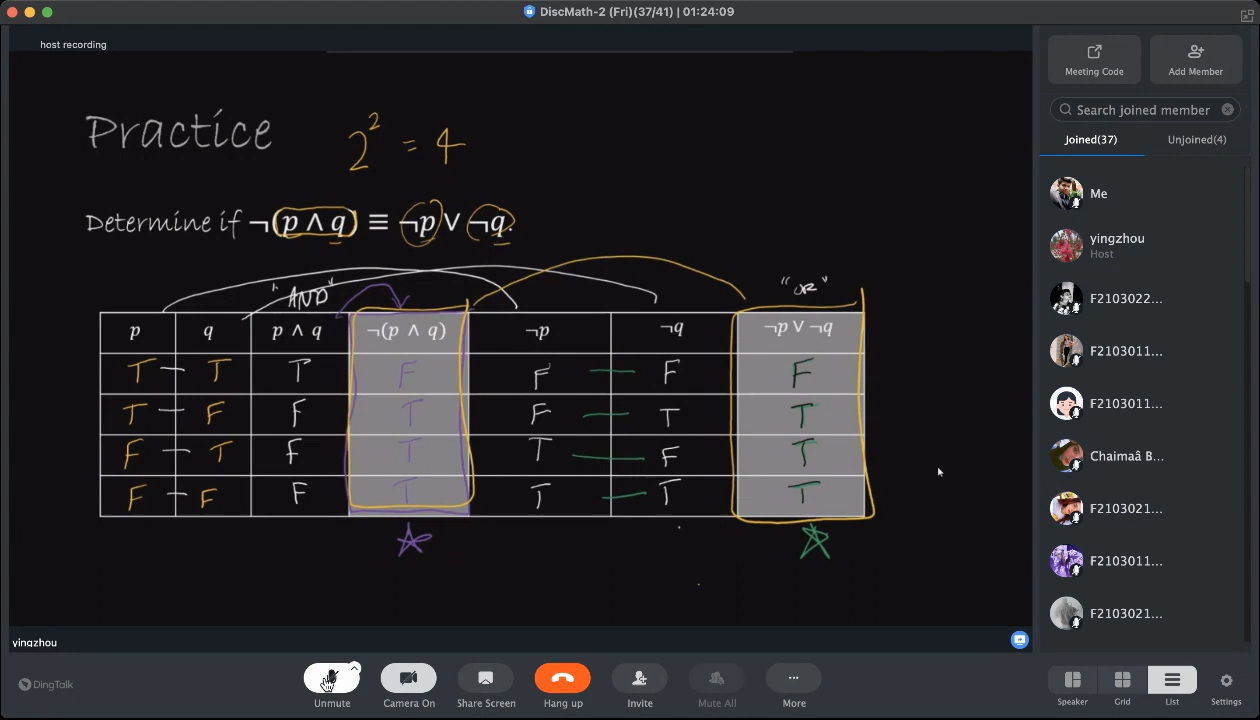 DiscMath-2 (Fri)(37/41) | 01:24:09
host recording
Practice
2² = 4
Determine if ¬(p ∧ q) ≡ ¬p ∨ ¬q.
"AND"
"OR"
p q p ∧ q ¬(p ∧ q) ¬p ¬q ¬p ∨ ¬q
T T T F F F F
T F F T F T T
F T F T T F T
F F F T T T T
yingzhou
Meeting Code
Add Member
Search joined member
Joined(37)
Unjoined(4)
Me
yingzhou
Host
F2103022...
F2103011...
F2103011...
Chaimaâ B...
F2103021...
F2103011...
F2103021...
DingTalk
Unmute
Camera On
Share Screen
Hang up
Invite
Mute All
More
Speaker
Grid
List
Settings